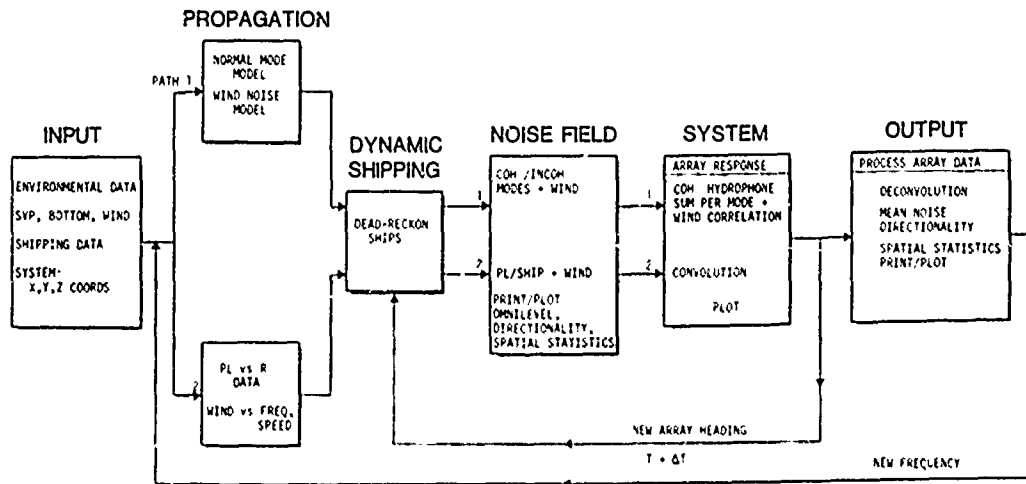 PROPAGATION
PATH 1
NORMAL MODE
MODEL
WIND NOISE
MODEL
INPUT
ENVIRONMENTAL DATA
SVP, BOTTOM, WIND
SHIPPING DATA
SYSTEM-
X,Y,Z COORDS
2
PL vs R
DATA
WIND vs FREQ,
SPEED
DYNAMIC
SHIPPING
DEAD-RECKON
SHIPS
1
2
NOISE FIELD
COH /INCOH
MODES + WIND
PL/SHIP + WIND
PRINT/PLOT
OMNILEVEL,
DIRECTIONALITY,
SPATIAL STATISTICS
1
2
SYSTEM
ARRAY RESPONSE
COH HYDROPHONE
SUM PER MODE +
WIND CORRELATION
CONVOLUTION
PLOT
OUTPUT
PROCESS ARRAY DATA
DECONVOLUTION
MEAN NOISE
DIRECTIONALITY
SPATIAL STATISTICS
PRINT/PLOT
NEW ARRAY HEADING
T + ΔT
NEW FREQUENCY